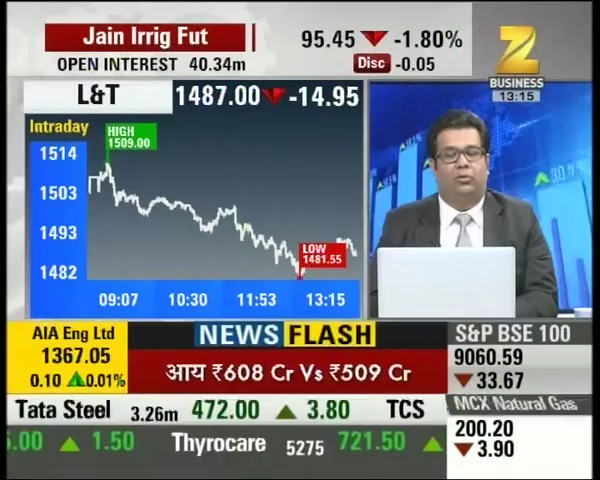 Jain Irrig Fut
95.45 -1.80%
OPEN INTEREST 40.34m
Disc -0.05
Z
BUSINESS
13:15
L&T 1487.00 -14.95
Intraday
HIGH
1509.00
1514
1503
1493
1482
LOW
1481.55
09:07 10:30 11:53 13:15
AIA Eng Ltd
1367.05
0.10 0.01%
NEWS FLASH
आय ₹608 Cr Vs ₹509 Cr
S&P BSE 100
9060.59
33.67
Tata Steel 3.26m 472.00 3.80 TCS
MCX Natural Gas
200.20
3.90
5.00 1.50 Thyrocare 5275 721.50